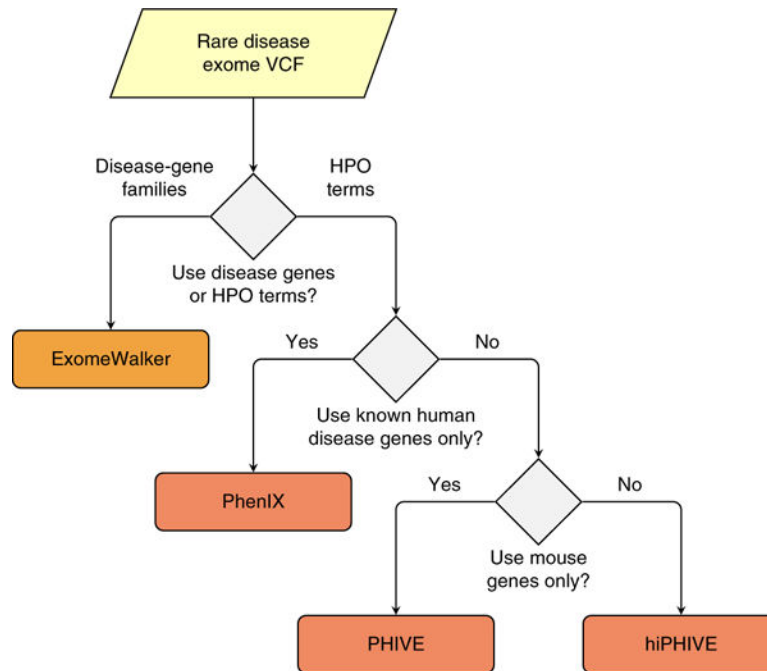 Rare disease
exome VCF
Disease-gene
families
HPO
terms
Use disease genes
or HPO terms?
ExomeWalker
Yes
No
Use known human
disease genes only?
PhenIX
Yes
No
Use mouse
genes only?
PHIVE
hiPHIVE